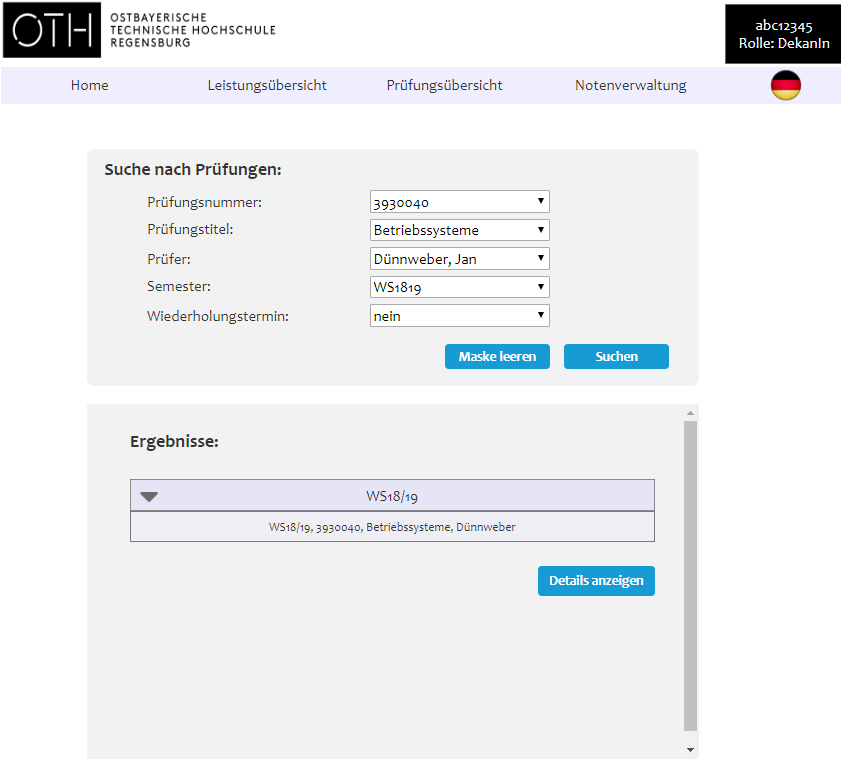 OTH
OSTBAYERISCHE
TECHNISCHE HOCHSCHULE
REGENSBURG
abc12345
Rolle: DekanIn
Home Leistungsübersicht Prüfungsübersicht Notenverwaltung
Suche nach Prüfungen:
Prüfungsnummer: 3930040
Prüfungstitel: Betriebssysteme
Prüfer: Dünnweber, Jan
Semester: WS1819
Wiederholungstermin: nein
Maske leeren Suchen
Ergebnisse:
WS18/19
WS18/19, 3930040, Betriebssysteme, Dünnweber
Details anzeigen